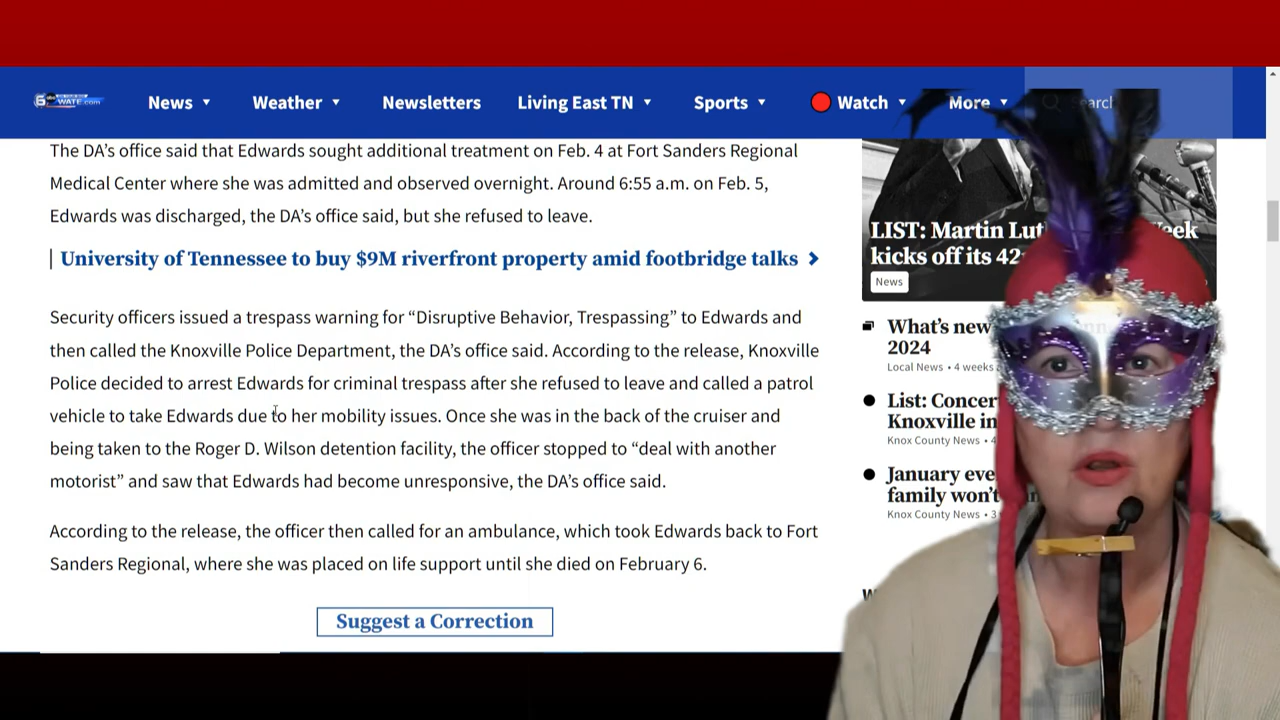 6 abc WATE.com
News
Weather
Newsletters
Living East TN
Sports
Watch
More
The DA's office said that Edwards sought additional treatment on Feb. 4 at Fort Sanders Regional
Medical Center where she was admitted and observed overnight. Around 6:55 a.m. on Feb. 5,
Edwards was discharged, the DA's office said, but she refused to leave.
University of Tennessee to buy $9M riverfront property amid footbridge talks
Security officers issued a trespass warning for “Disruptive Behavior, Trespassing” to Edwards and
then called the Knoxville Police Department, the DA's office said. According to the release, Knoxville
Police decided to arrest Edwards for criminal trespass after she refused to leave and called a patrol
vehicle to take Edwards due to her mobility issues. Once she was in the back of the cruiser and
being taken to the Roger D. Wilson detention facility, the officer stopped to “deal with another
motorist” and saw that Edwards had become unresponsive, the DA's office said.
According to the release, the officer then called for an ambulance, which took Edwards back to Fort
Sanders Regional, where she was placed on life support until she died on February 6.
Suggest a Correction
LIST: Martin
kicks off its
News
What's new
2024
Local News • 4 weeks
List:
Knoxville in
Knox County News •
January
family won't
Knox County News •